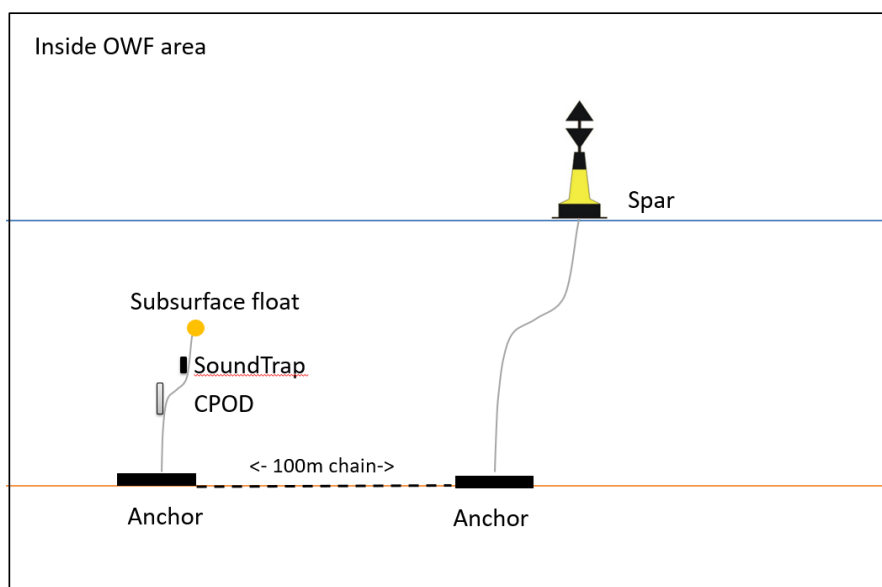 Inside OWF area
Spar
Subsurface float
SoundTrap
CPOD
<- 100m chain->
Anchor
Anchor